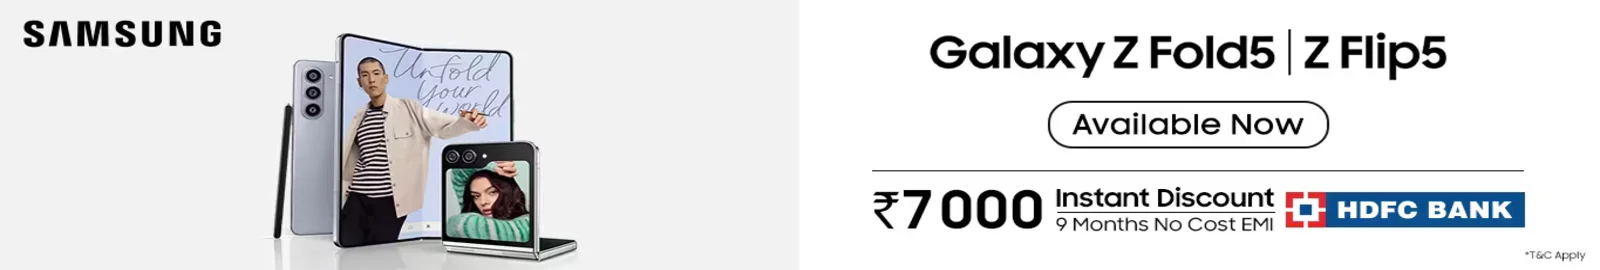 SAMSUNG
Unfold
Your
world
Galaxy Z Fold5 | Z Flip5
Available Now
₹7000 Instant Discount
9 Months No Cost EMI
HDFC BANK
*T&C Apply